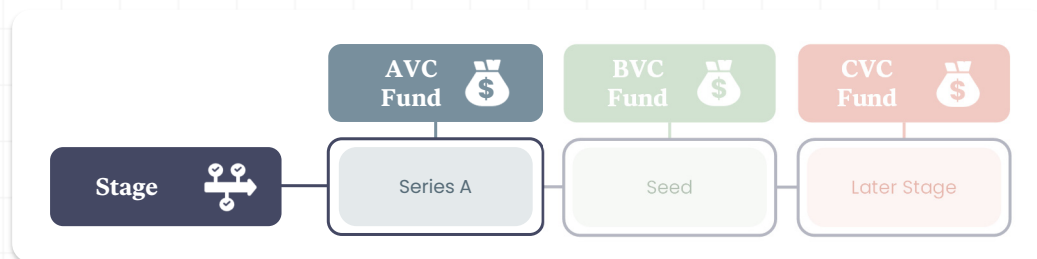 AVC
Fund
$
BVC
Fund
$
CVC
Fund
$
Stage
Series A
Seed
Later Stage